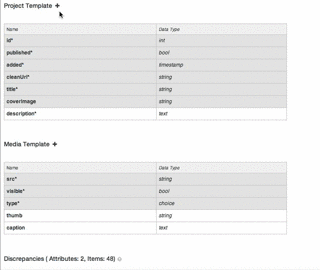 Project Template +
Name Data Type
id* int
published* bool
added* timestamp
cleanUrl* string
title* string
coverimage string
description* text
Media Template +
Name Data Type
src* string
visible* bool
type* choice
thumb string
caption text
Discrepancies ( Attributes: 2, Items: 48)